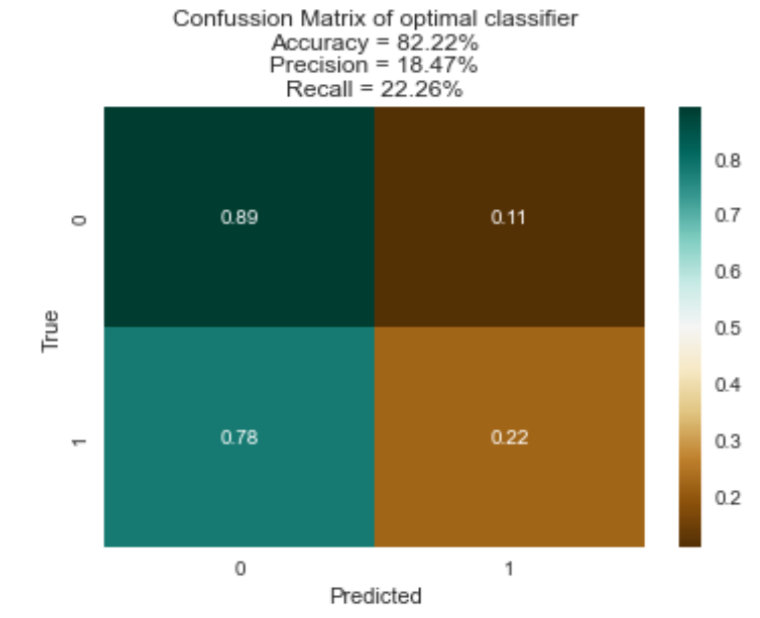 Confussion Matrix of optimal classifier
Accuracy = 82.22%
Precision = 18.47%
Recall = 22.26%
0.8
0.89 0.11
0
0.7
0.6
True
0.5
0.4
0.78 0.22
1
0.3
0.2
0 1
Predicted